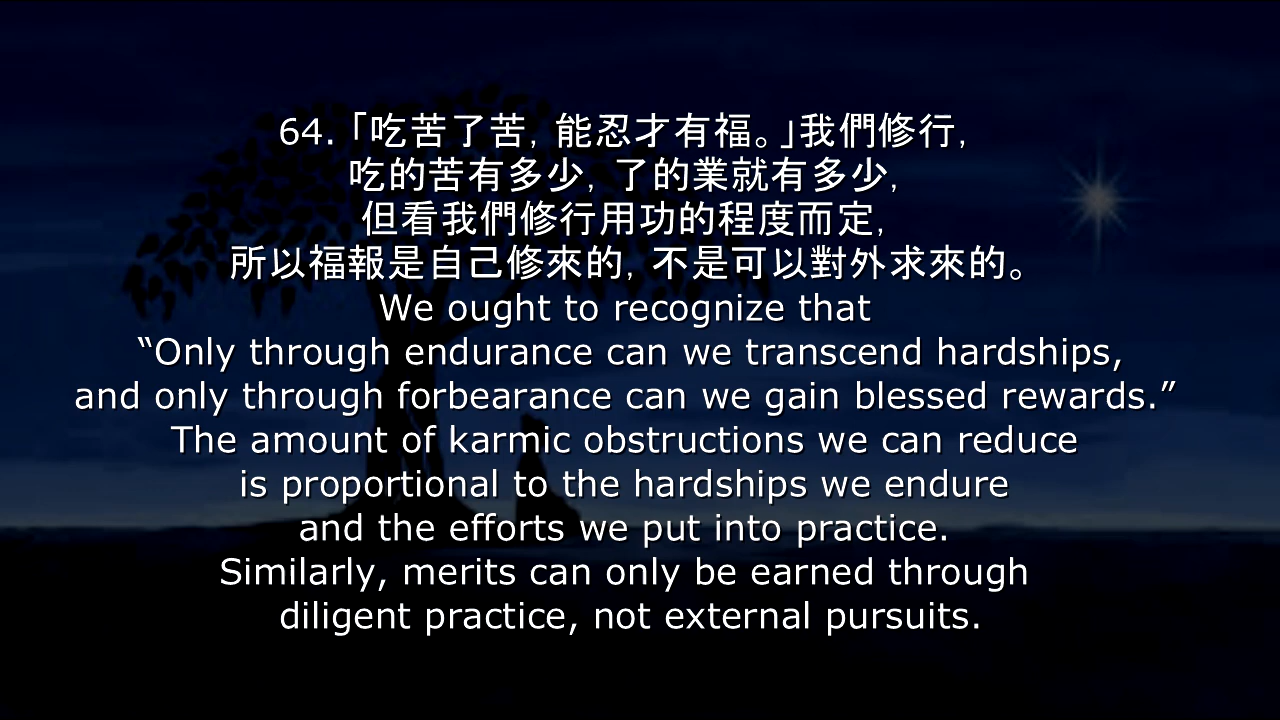 64. 「吃苦了苦, 能忍才有福。」我們修行,
吃的苦有多少, 了的業就有多少,
但看我們修行用功的程度而定,
所以福報是自己修來的, 不是可以對外求來的。
We ought to recognize that
“Only through endurance can we transcend hardships,
and only through forbearance can we gain blessed rewards.”
The amount of karmic obstructions we can reduce
is proportional to the hardships we endure
and the efforts we put into practice.
Similarly, merits can only be earned through
diligent practice, not external pursuits.